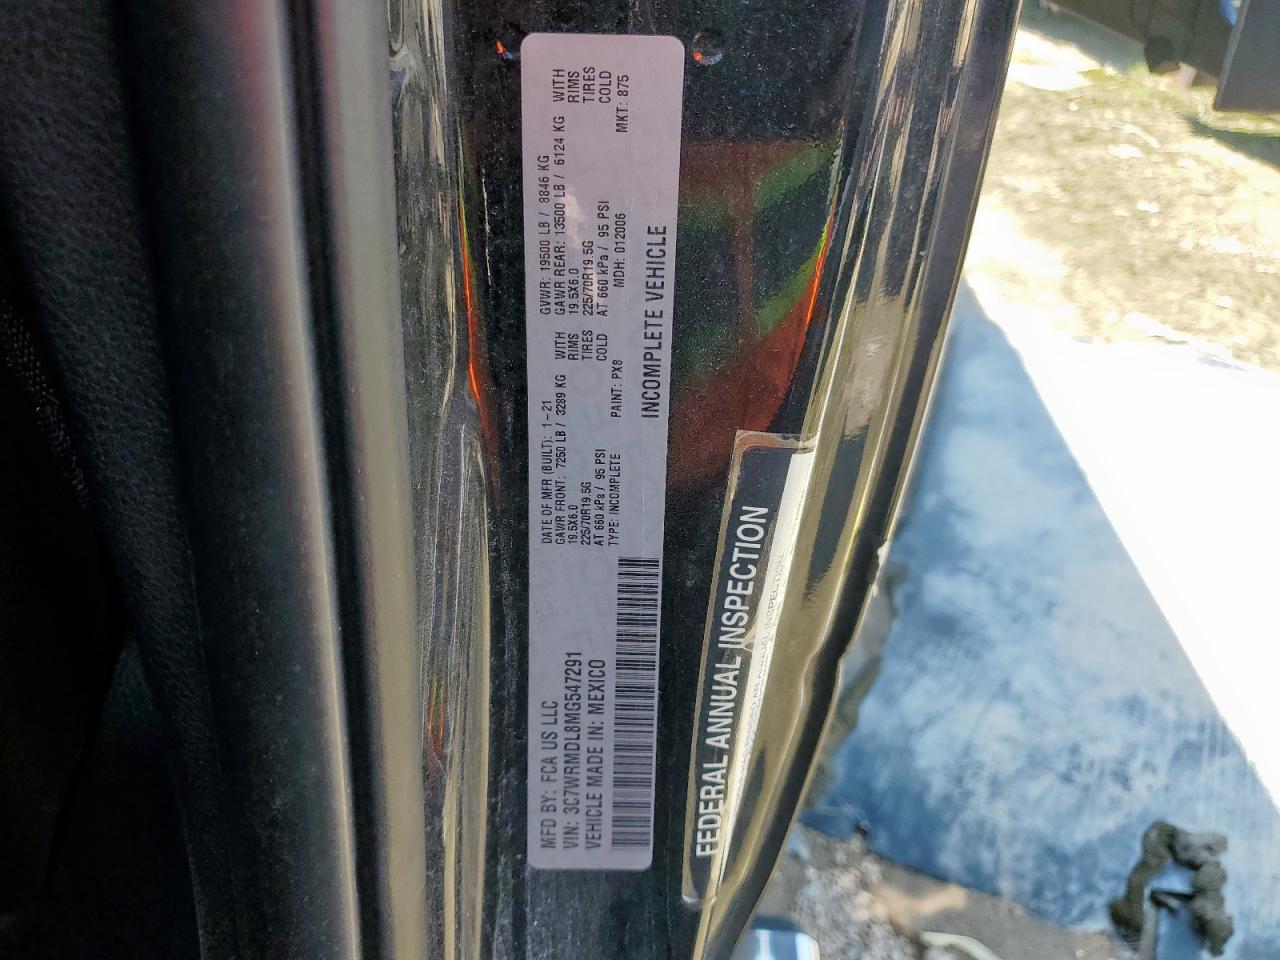 MFD BY: FCA US LLC
DATE OF MFR (BUILT): 1-21
GVWR: 19500 LB / 8846 KG
VIN: 3C7WRMDL8MG547291
GAWR FRONT: 7250 LB / 3289 KG WITH
GAWR REAR: 13500 LB / 6124 KG WITH
19.5X6.0 RIMS
19.5X6.0 RIMS
VEHICLE MADE IN: MEXICO
225/70R19.5G TIRES
225/70R19.5G TIRES
AT 660 kPa / 95 PSI COLD
AT 660 kPa / 95 PSI COLD
TYPE: INCOMPLETE
PAINT: PX8
MDH: 012006
MKT: 875
INCOMPLETE VEHICLE
FEDERAL ANNUAL INSPECTION
AN ANNUAL INSPECTION